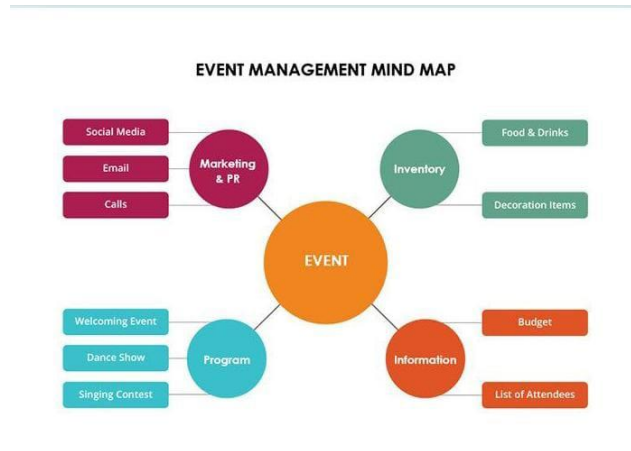 EVENT MANAGEMENT MIND MAP
Social Media
Email
Calls
Marketing
& PR
Inventory
Food & Drinks
Decoration Items
EVENT
Welcoming Event
Dance Show
Singing Contest
Program
Information
Budget
List of Attendees